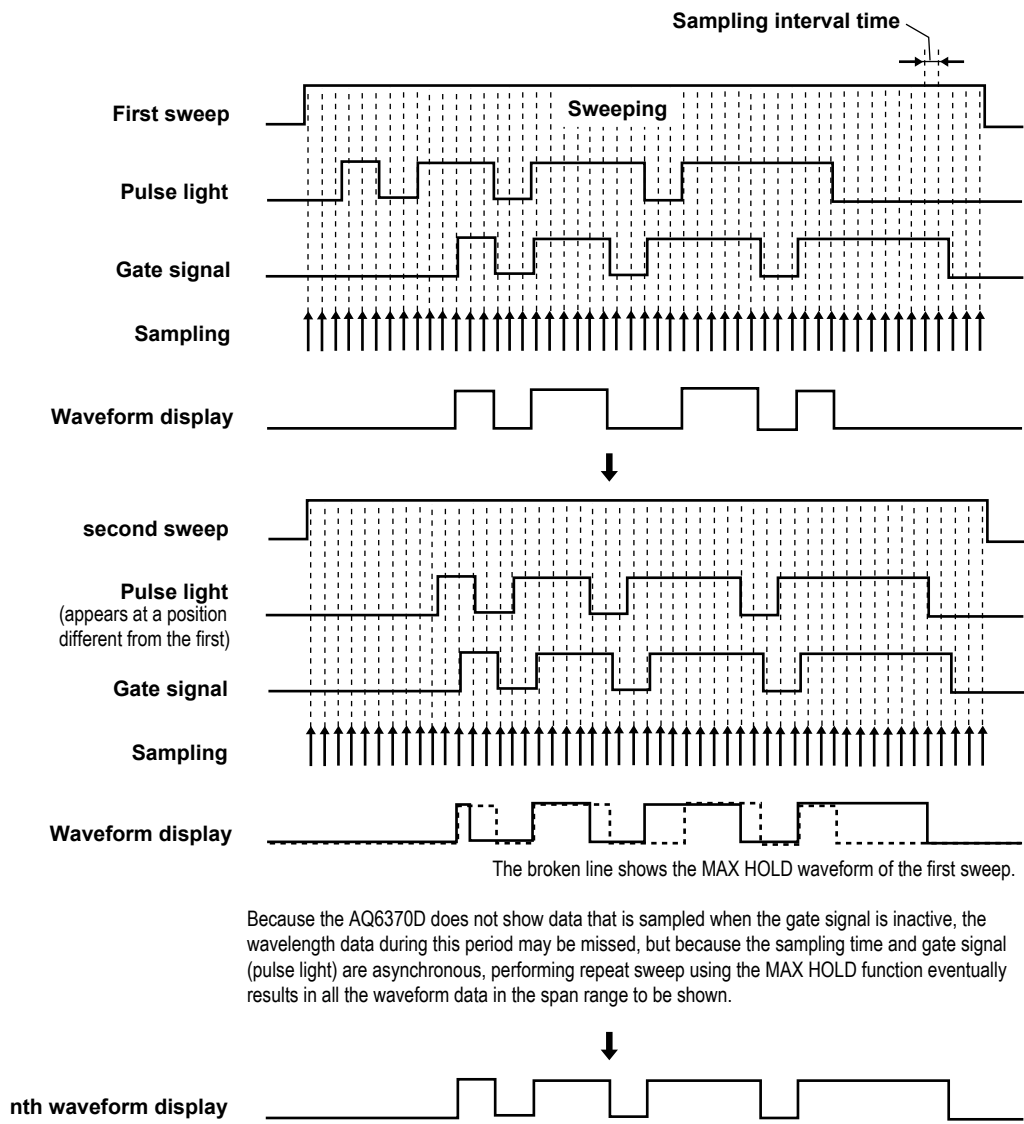 Sampling interval time
First sweep
Sweeping
Pulse light
Gate signal
Sampling
Waveform display
second sweep
Pulse light
(appears at a position
different from the first)
Gate signal
Sampling
Waveform display
The broken line shows the MAX HOLD waveform of the first sweep.
Because the AQ6370D does not show data that is sampled when the gate signal is inactive, the
wavelength data during this period may be missed, but because the sampling time and gate signal
(pulse light) are asynchronous, performing repeat sweep using the MAX HOLD function eventually
results in all the waveform data in the span range to be shown.
nth waveform display